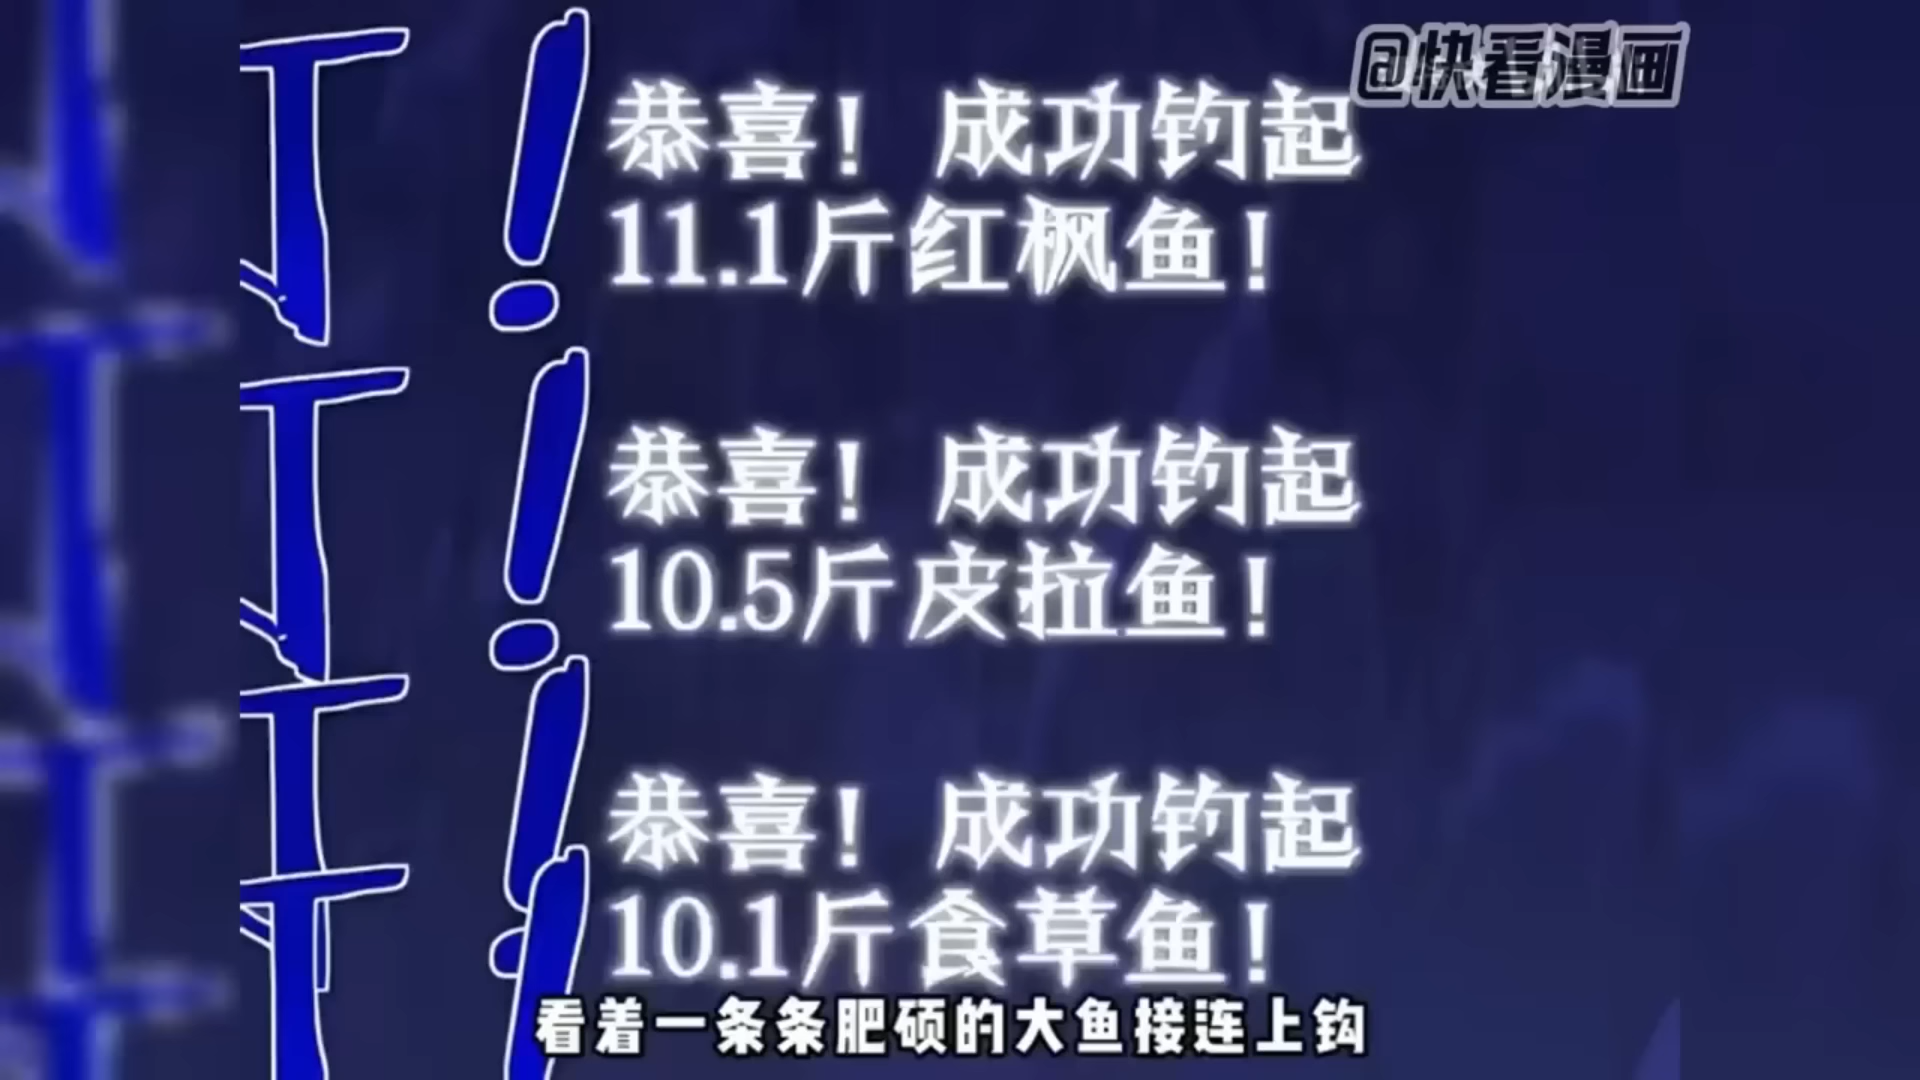 @快看漫画
叮!
恭喜!成功钓起
11.1斤红枫鱼!
叮!
恭喜!成功钓起
10.5斤皮拉鱼!
恭喜!成功钓起
10.1斤食草鱼!
看着一条条肥硕的大鱼接连上钩